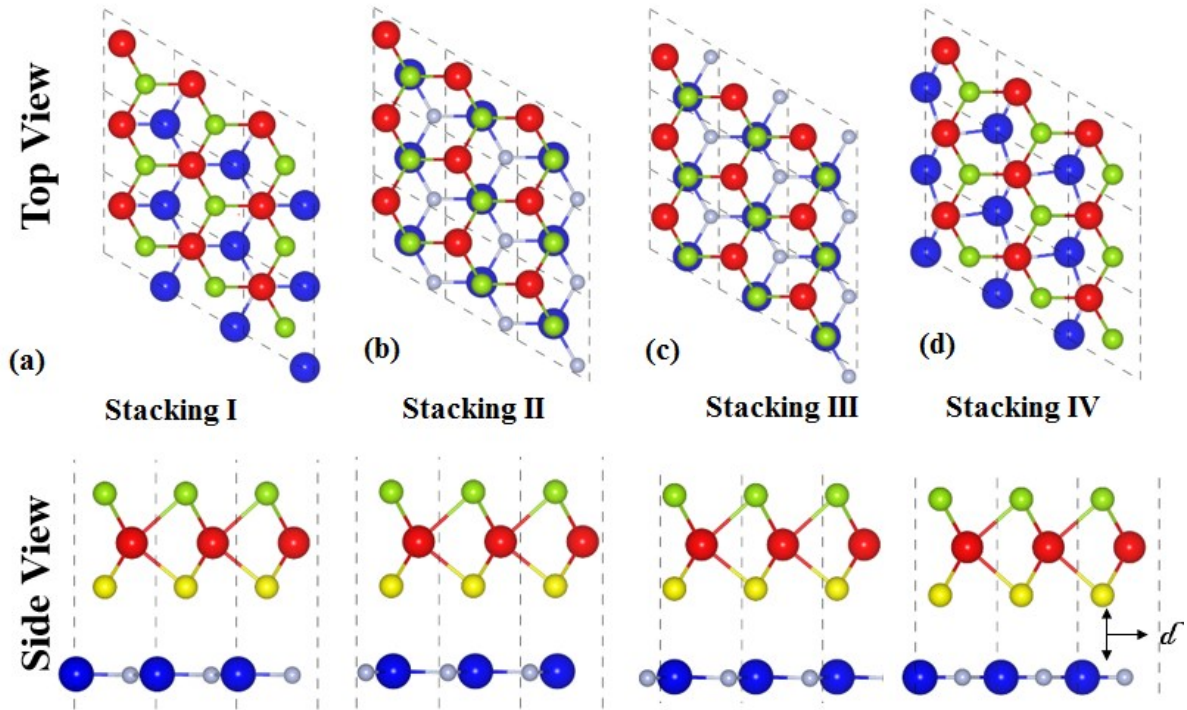 Top View
(a)
(b)
(c)
(d)
Stacking I
Stacking II
Stacking III
Stacking IV
Side View
d